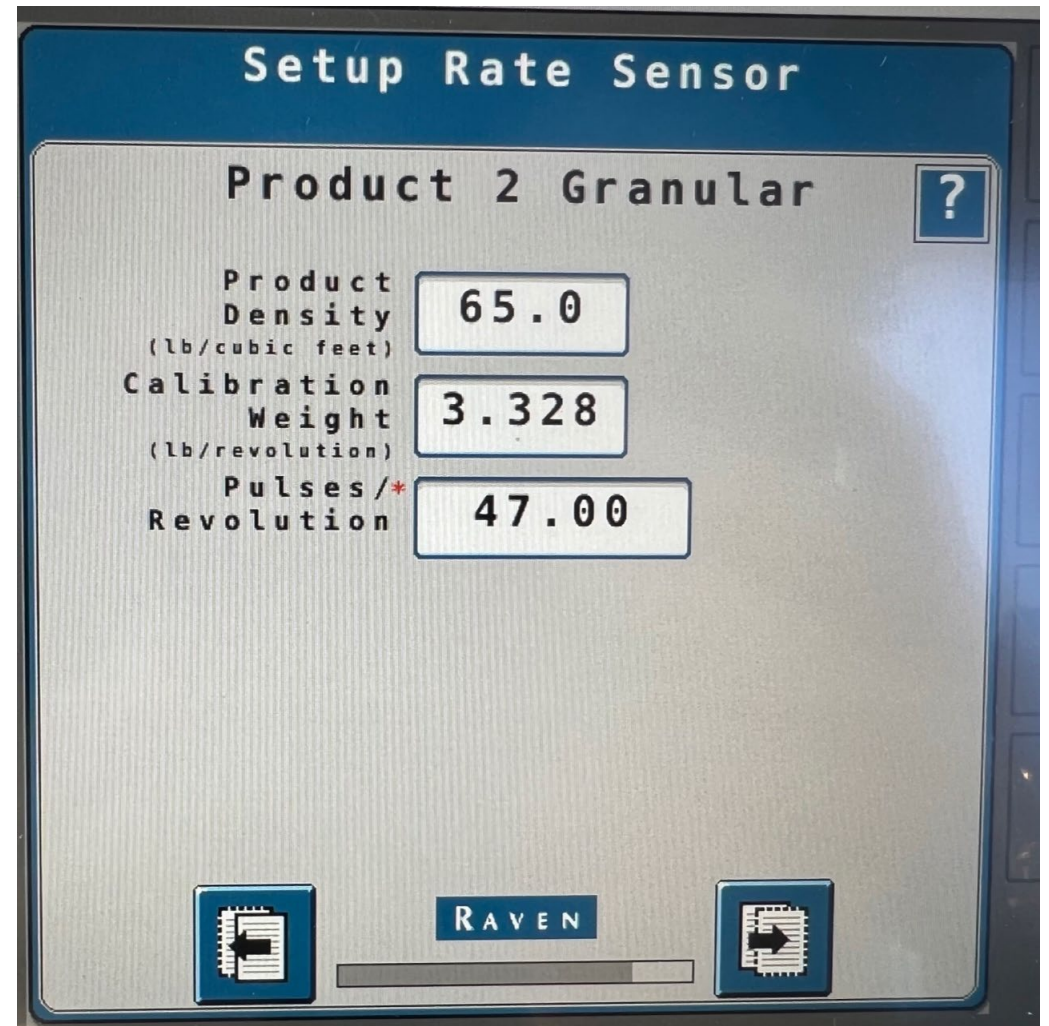 Setup Rate Sensor
Product 2 Granular
?
Product
Density
(lb/cubic feet)
65.0
Calibration
Weight
(lb/revolution)
3.328
Pulses/*
Revolution
47.00
RAVEN